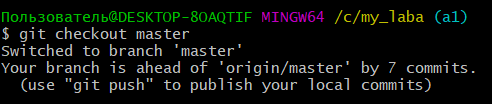 Пользователь@DESKTOP-8OAQTIF MINGW64 /c/my_laba (a1)
$ git checkout master
Switched to branch 'master'
Your branch is ahead of 'origin/master' by 7 commits.
  (use "git push" to publish your local commits)